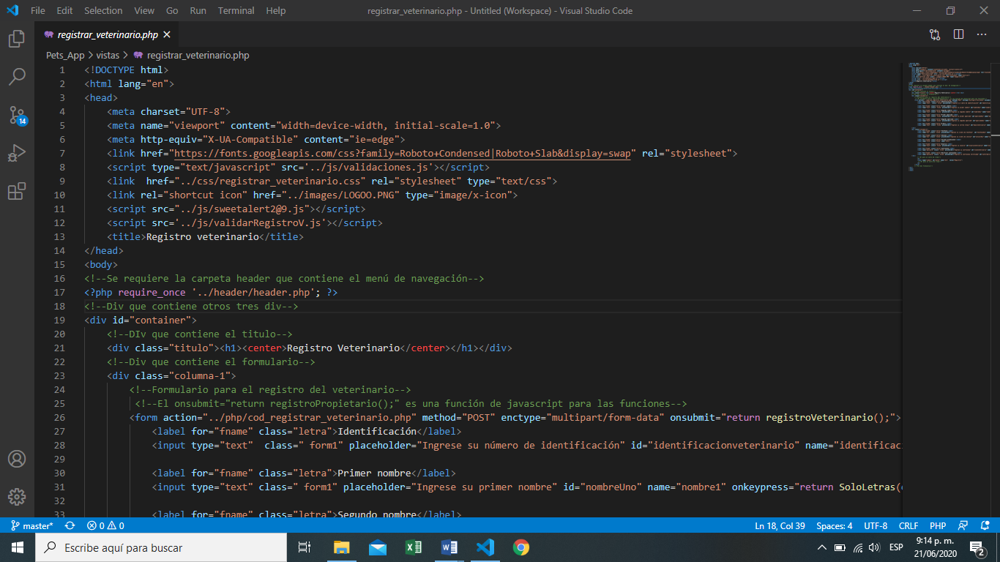 File Edit Selection View Go Run Terminal Help registrar_veterinario.php - Untitled (Workspace) - Visual Studio Code
registrar_veterinario.php
Pets_App > vistas > registrar_veterinario.php
1 <!DOCTYPE html>
2 <html lang="en">
3 <head>
4 <meta charset="UTF-8">
5 <meta name="viewport" content="width=device-width, initial-scale=1.0">
6 <meta http-equiv="X-UA-Compatible" content="ie=edge">
7 <link href="https://fonts.googleapis.com/css?family=Roboto+Condensed|Roboto+Slab&display=swap" rel="stylesheet">
8 <script type="text/javascript" src='../js/validaciones.js'></script>
9 <link  href="../css/registrar_veterinario.css" rel="stylesheet" type="text/css">
10 <link rel="shortcut icon" href="../images/LOGOO.PNG" type="image/x-icon">
11 <script src="../js/sweetalert2@9.js"></script>
12 <script src='../js/validarRegistroV.js'></script>
13 <title>Registro veterinario</title>
14 </head>
15 <body>
16 <!--Se requiere la carpeta header que contiene el menú de navegación-->
17 <?php require_once '../header/header.php'; ?>
18 <!--Div que contiene otros tres div-->
19 <div id="container">
20 <!--DIv que contiene el titulo-->
21 <div class="titulo"><h1><center>Registro Veterinario</center></h1></div>
22 <!--Div que contiene el formulario-->
23 <div class="columna-1">
24 <!--Formulario para el registro del veterinario-->
25 <!--El onsubmit="return registroPropietario();" es una función de javascript para las funciones-->
26 <form action="../php/cod_registrar_veterinario.php" method="POST" enctype="multipart/form-data" onsubmit="return registroVeterinario();">
27 <label for="fname" class="letra">Identificación</label>
28 <input type="text"  class=" form1" placeholder="Ingrese su número de identificación" id="identificacionveterinario" name="identificaci
29
30 <label for="fname" class="letra">Primer nombre</label>
31 <input type="text" class=" form1" placeholder="Ingrese su primer nombre" id="nombreUno" name="nombre1" onkeypress="return SoloLetras(
32
33 <label for="fname" class="letra">Segundo nombre</label>
14
master* 0 0 Ln 18, Col 39 Spaces: 4 UTF-8 CRLF PHP
Escribe aquí para buscar ESP 9:14 p. m.
21/06/2020 2